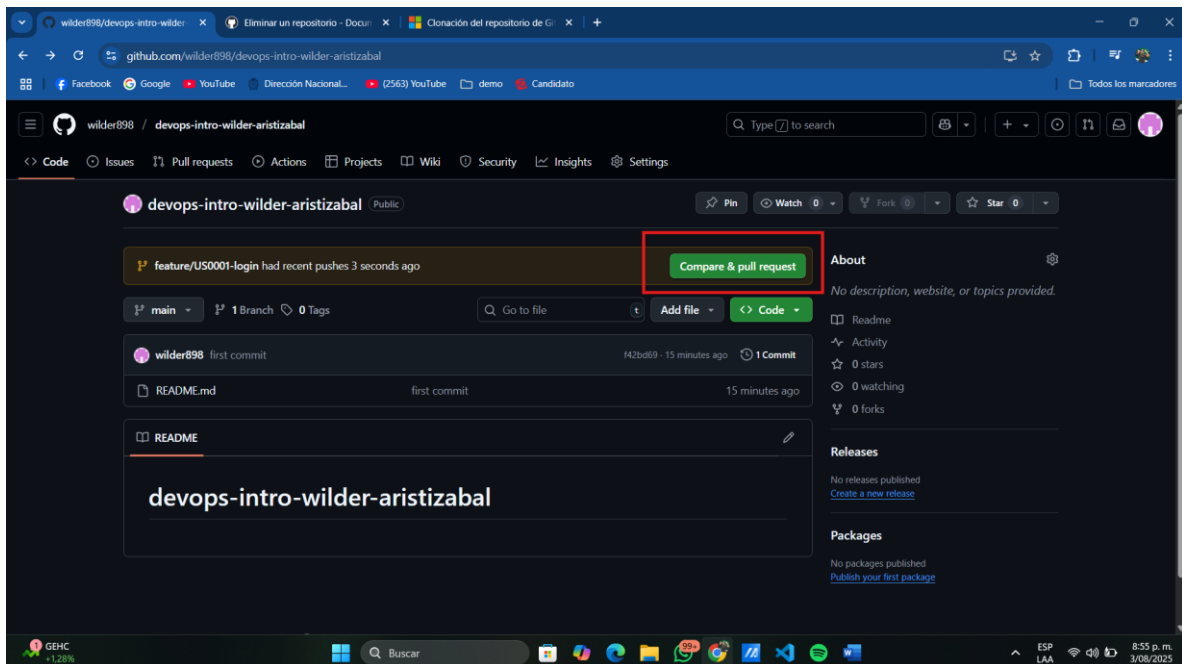 wilder898/devops-intro-wilder-
Eliminar un repositorio - Docum
Clonación del repositorio de Gi
github.com/wilder898/devops-intro-wilder-aristizabal
Facebook Google YouTube Dirección Nacional... (2563) YouTube demo Candidato Todos los marcadores
wilder898 / devops-intro-wilder-aristizabal Type / to search
Code Issues Pull requests Actions Projects Wiki Security Insights Settings
devops-intro-wilder-aristizabal Public Pin Watch 0 Fork 0 Star 0
feature/US0001-login had recent pushes 3 seconds ago Compare & pull request
main 1 Branch 0 Tags Go to file t Add file Code
wilder898 first commit f42bd69 · 15 minutes ago 1 Commit
README.md first commit 15 minutes ago
README
devops-intro-wilder-aristizabal
About
No description, website, or topics provided.
Readme
Activity
0 stars
0 watching
0 forks
Releases
No releases published
Create a new release
Packages
No packages published
Publish your first package
1 GEHC
+1,28%
Buscar
99+
ESP
LAA
8:55 p. m.
3/08/2025